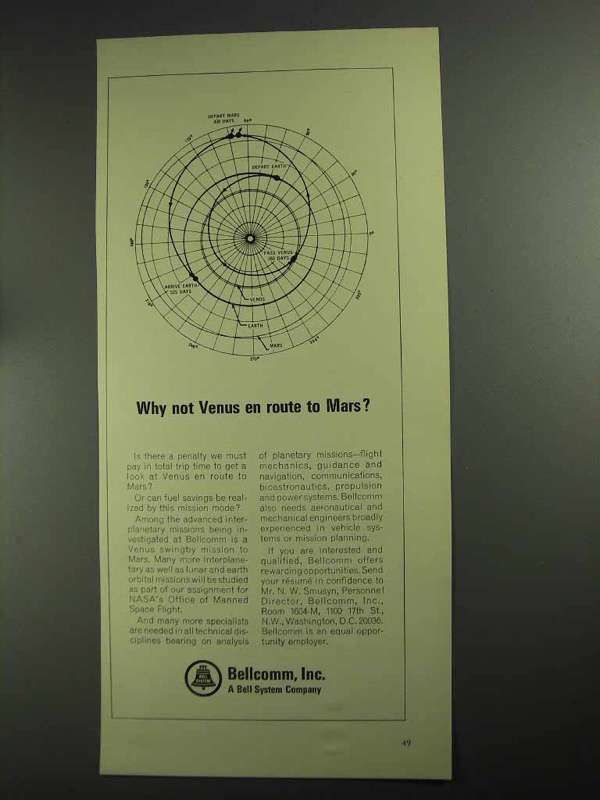 DEPART MARS
90°
DEPART EARTH
PASS VENUS
ARRIVE EARTH
VENUS
EARTH
MARS
270°
Why not Venus en route to Mars?
Is there a penalty we must
pay in total trip time to get a
look at Venus en route to
Mars?
Or can fuel savings be real-
ized by this mission mode?
Among the advanced inter-
planetary missions being in-
vestigated at Bellcomm is a
Venus swingby mission to
Mars. Many more interplane-
tary as well as lunar and earth
orbital missions will be studied
as part of our assignment for
NASA's Office of Manned
Space Flight.
And many more specialists
are needed in all technical dis-
ciplines bearing on analysis
of planetary missions—flight
mechanics, guidance and
navigation, communications,
bioastronautics, propulsion
and power systems. Bellcomm
also needs aeronautical and
mechanical engineers broadly
experienced in vehicle sys-
tems or mission planning.
If you are interested and
qualified, Bellcomm offers
rewarding opportunities. Send
your résumé in confidence to
Mr. N. W. Smusyn, Personnel
Director, Bellcomm, Inc.,
Room 1604-M, 1100 17th St.,
N.W., Washington, D.C. 20036.
Bellcomm is an equal oppor-
tunity employer.
BELL
SYSTEM
Bellcomm, Inc.
A Bell System Company
49